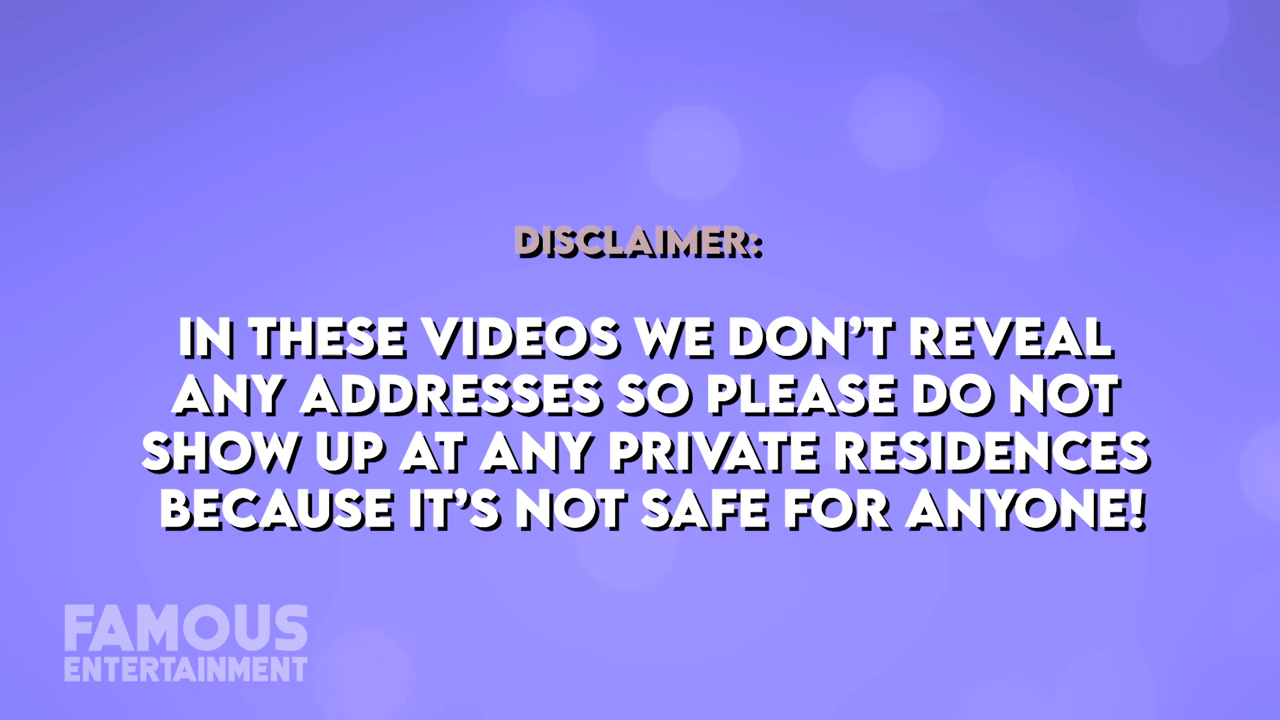 DISCLAIMER:
IN THESE VIDEOS WE DON’T REVEAL
ANY ADDRESSES SO PLEASE DO NOT
SHOW UP AT ANY PRIVATE RESIDENCES
BECAUSE IT’S NOT SAFE FOR ANYONE!
FAMOUS
ENTERTAINMENT